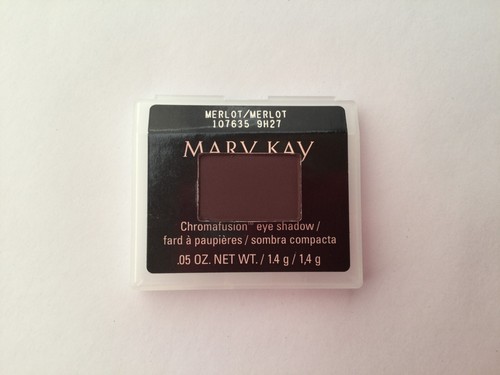 MERLOT/MERLOT
107635 9H27
MARY KAY
Chromafusion™ eye shadow /
fard à paupières / sombra compacta
.05 OZ. NET WT. / 1.4 g / 1,4 g